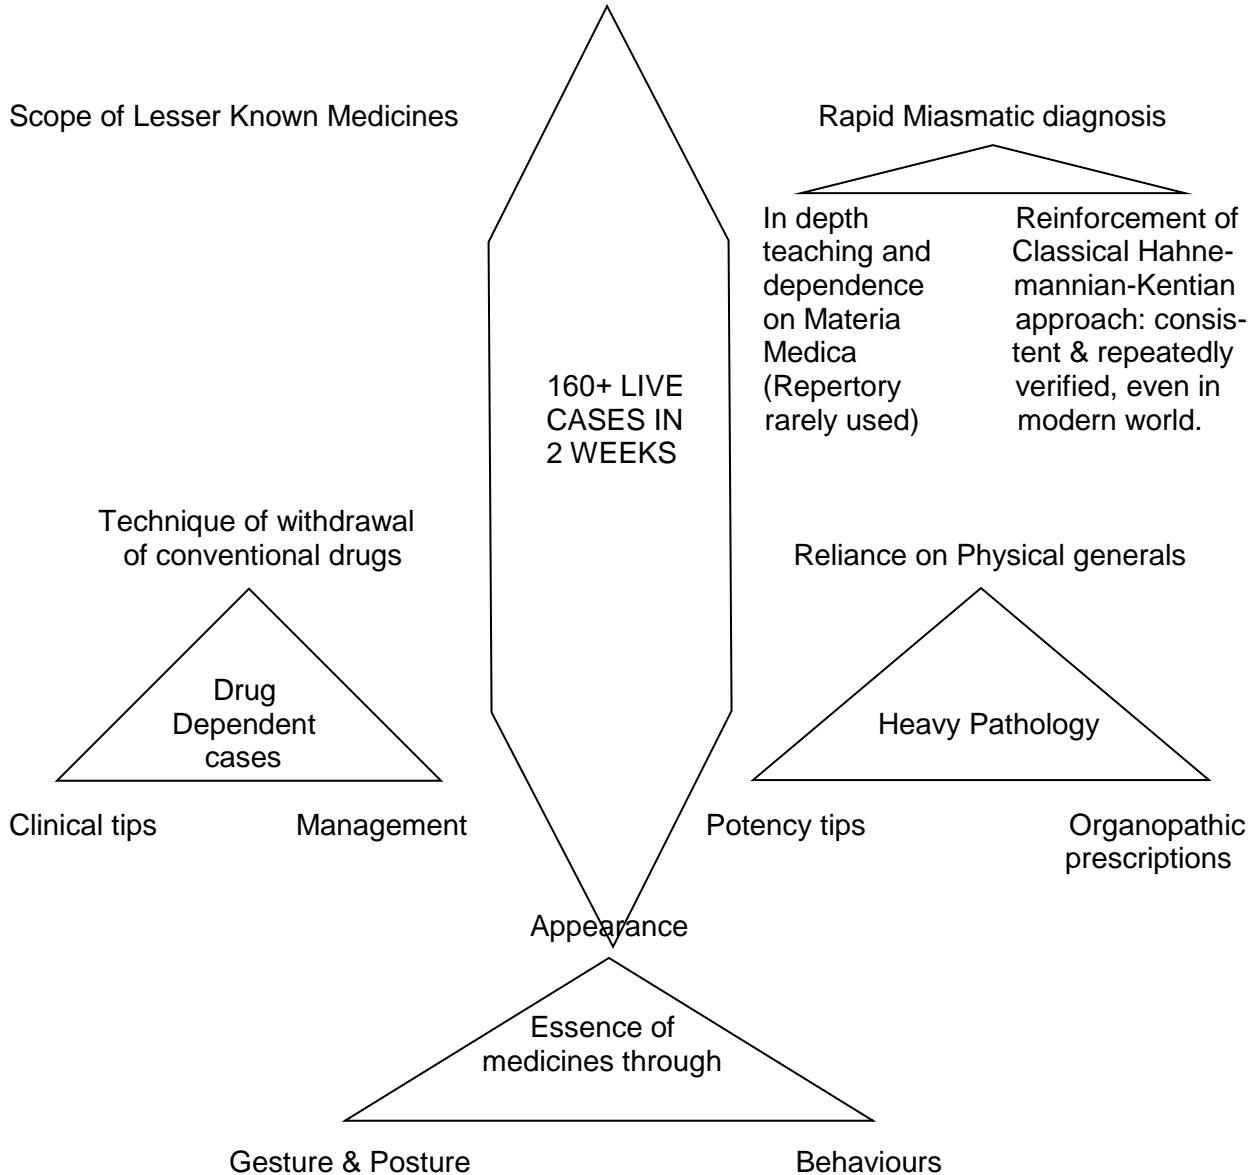 Scope of Lesser Known Medicines
Rapid Miasmatic diagnosis
In depth
teaching and
dependence
on Materia
Medica
(Repertory
rarely used)
Reinforcement of
Classical Hahne-
mannian-Kentian
approach: consis-
tent & repeatedly
verified, even in
modern world.
160+ LIVE
CASES IN
2 WEEKS
Technique of withdrawal
of conventional drugs
Drug
Dependent
cases
Clinical tips
Management
Reliance on Physical generals
Heavy Pathology
Potency tips
Organopathic
prescriptions
Appearance
Essence of
medicines through
Gesture & Posture
Behaviours